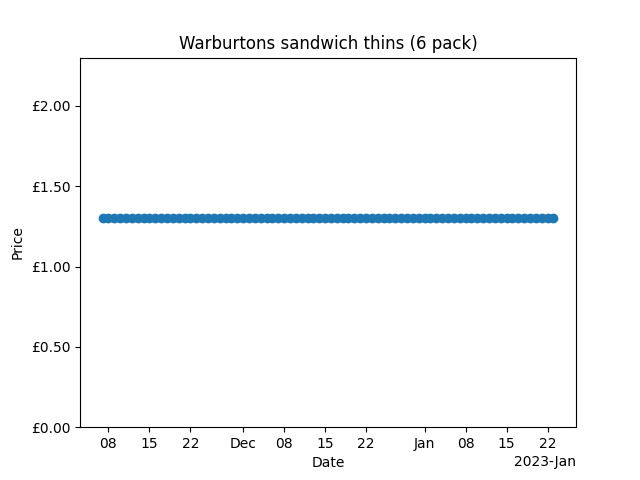 Warburtons sandwich thins (6 pack)
£2.00
£1.50
£1.00
£0.50
£0.00
Price
08 15 22 Dec 08 15 22 Jan 08 15 22
Date
2023-Jan